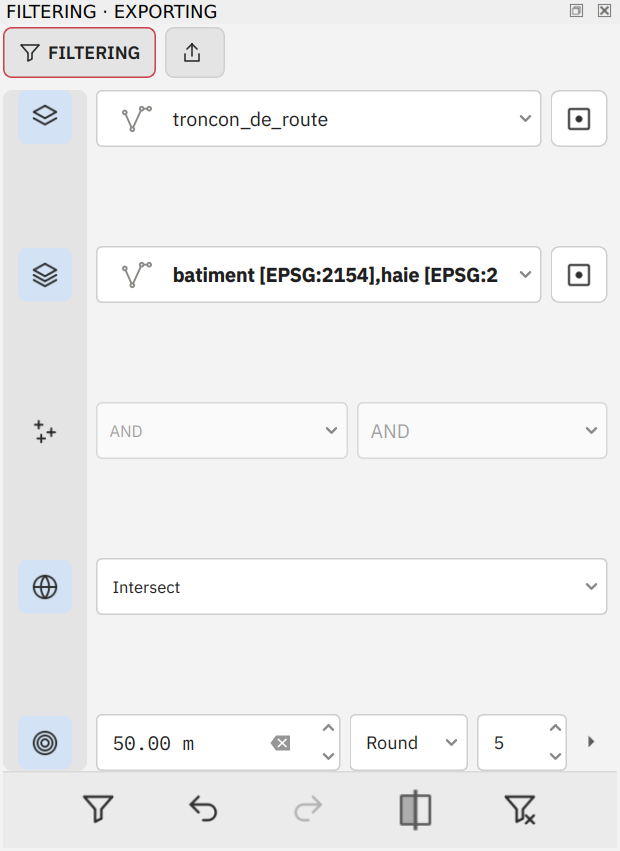 FILTERING · EXPORTING
FILTERING
troncon_de_route
batiment [EPSG:2154],haie [EPSG:2
AND AND
Intersect
50.00 m Round 5